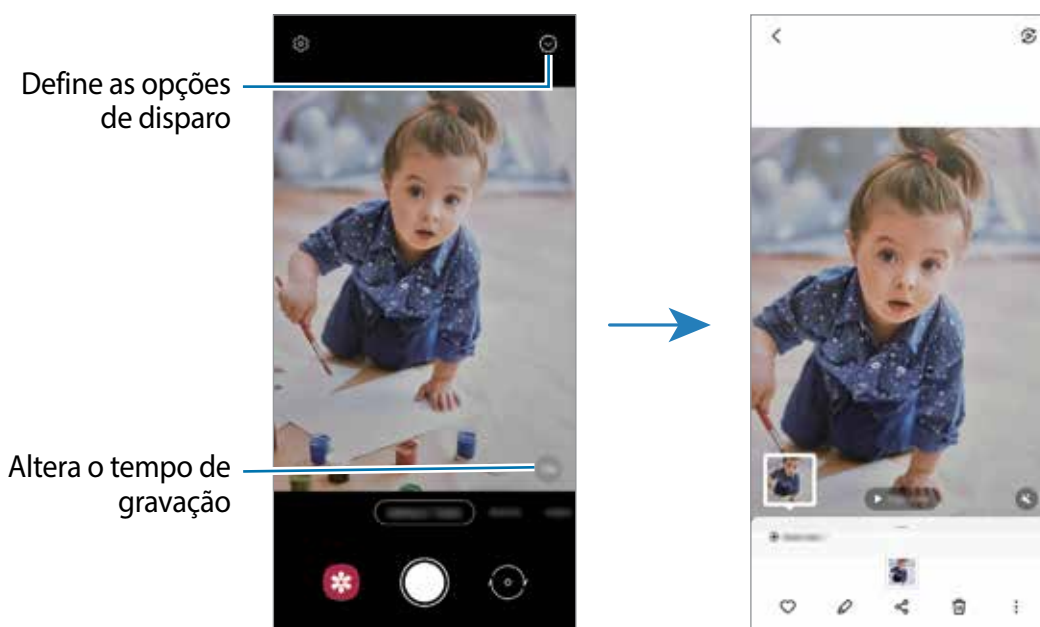 Define as opções
de disparo
Altera o tempo de
gravação